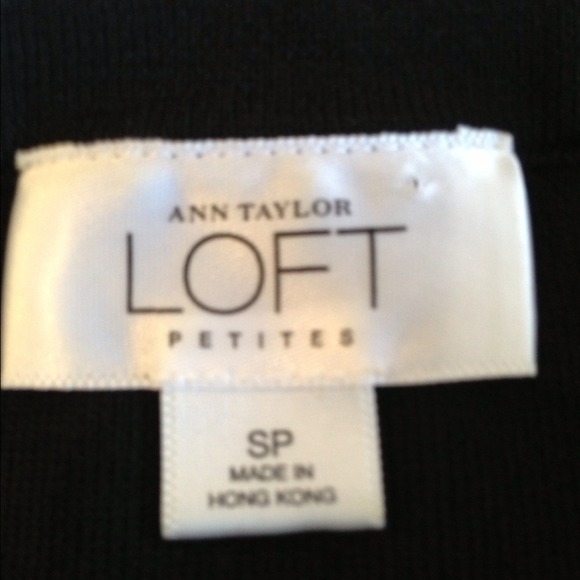 ANN TAYLOR
LOFT
PETITES
SP
MADE IN
HONG KONG